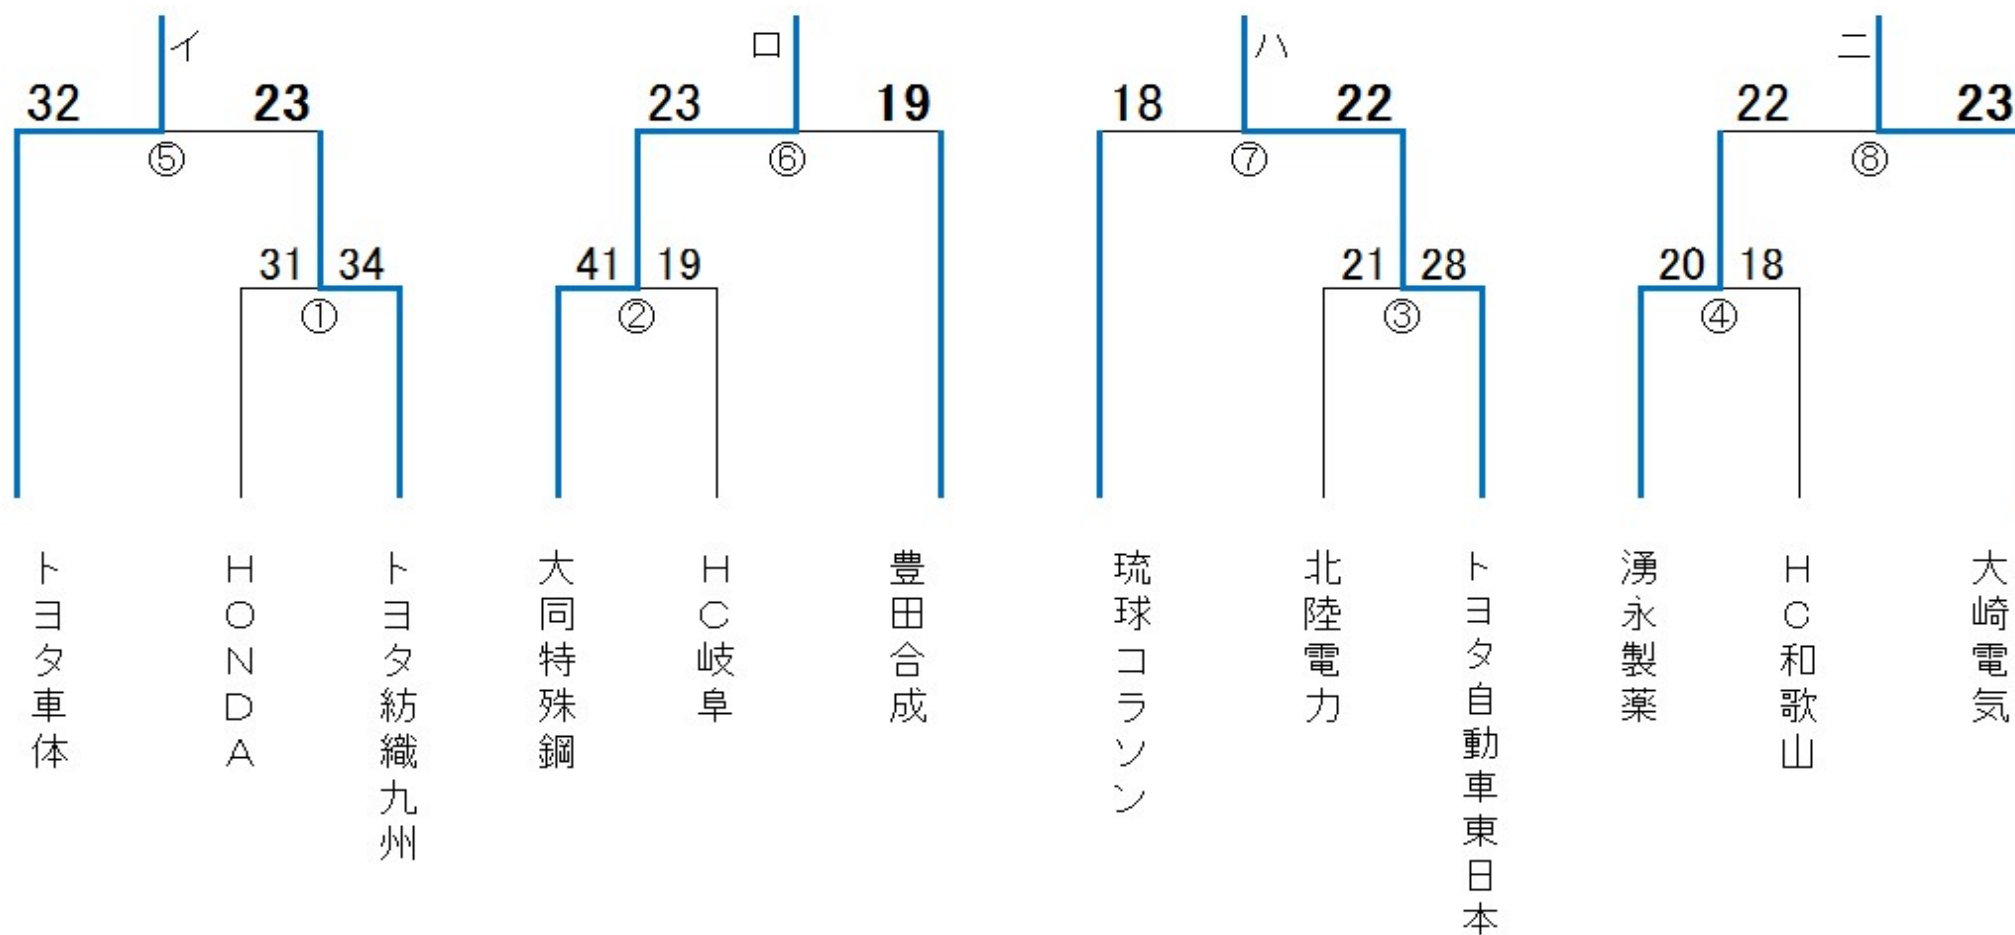 イ
ロ
ハ
ニ
32 23
23 19
18 22
22 23
⑤
⑥
⑦
⑧
31 34
41 19
21 28
20 18
①
②
③
④
トヨタ車体
HONDA
トヨタ紡織九州
大同特殊鋼
HC岐阜
豊田合成
琉球コラソン
北陸電力
トヨタ自動車東日本
湧永製薬
HC和歌山
大崎電気